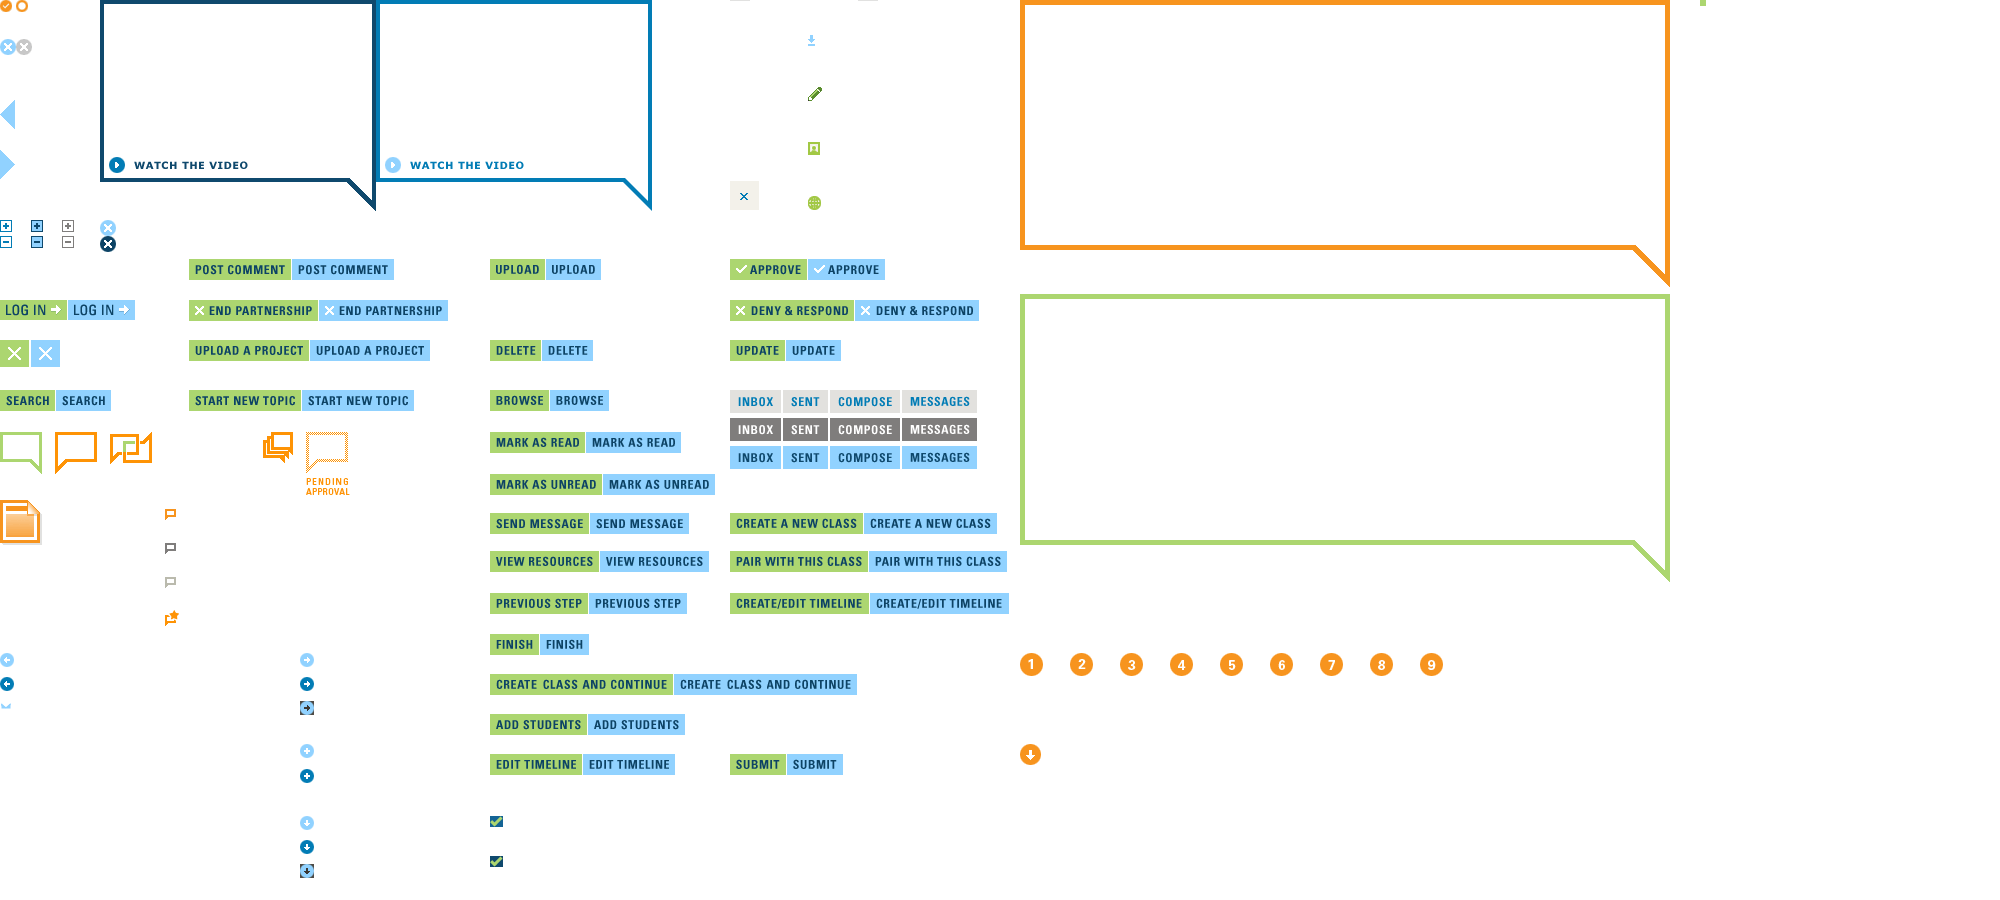 WATCH THE VIDEO WATCH THE VIDEO
POST COMMENT POST COMMENT UPLOAD UPLOAD APPROVE APPROVE
LOG IN LOG IN END PARTNERSHIP END PARTNERSHIP DENY & RESPOND DENY & RESPOND
UPLOAD A PROJECT UPLOAD A PROJECT DELETE DELETE UPDATE UPDATE
SEARCH SEARCH START NEW TOPIC START NEW TOPIC BROWSE BROWSE INBOX SENT COMPOSE MESSAGES
INBOX SENT COMPOSE MESSAGES
MARK AS READ MARK AS READ
INBOX SENT COMPOSE MESSAGES
PENDING
APPROVAL
MARK AS UNREAD MARK AS UNREAD
SEND MESSAGE SEND MESSAGE CREATE A NEW CLASS CREATE A NEW CLASS
VIEW RESOURCES VIEW RESOURCES PAIR WITH THIS CLASS PAIR WITH THIS CLASS
PREVIOUS STEP PREVIOUS STEP CREATE/EDIT TIMELINE CREATE/EDIT TIMELINE
FINISH FINISH
1 2 3 4 5 6 7 8 9
CREATE CLASS AND CONTINUE CREATE CLASS AND CONTINUE
ADD STUDENTS ADD STUDENTS
EDIT TIMELINE EDIT TIMELINE SUBMIT SUBMIT